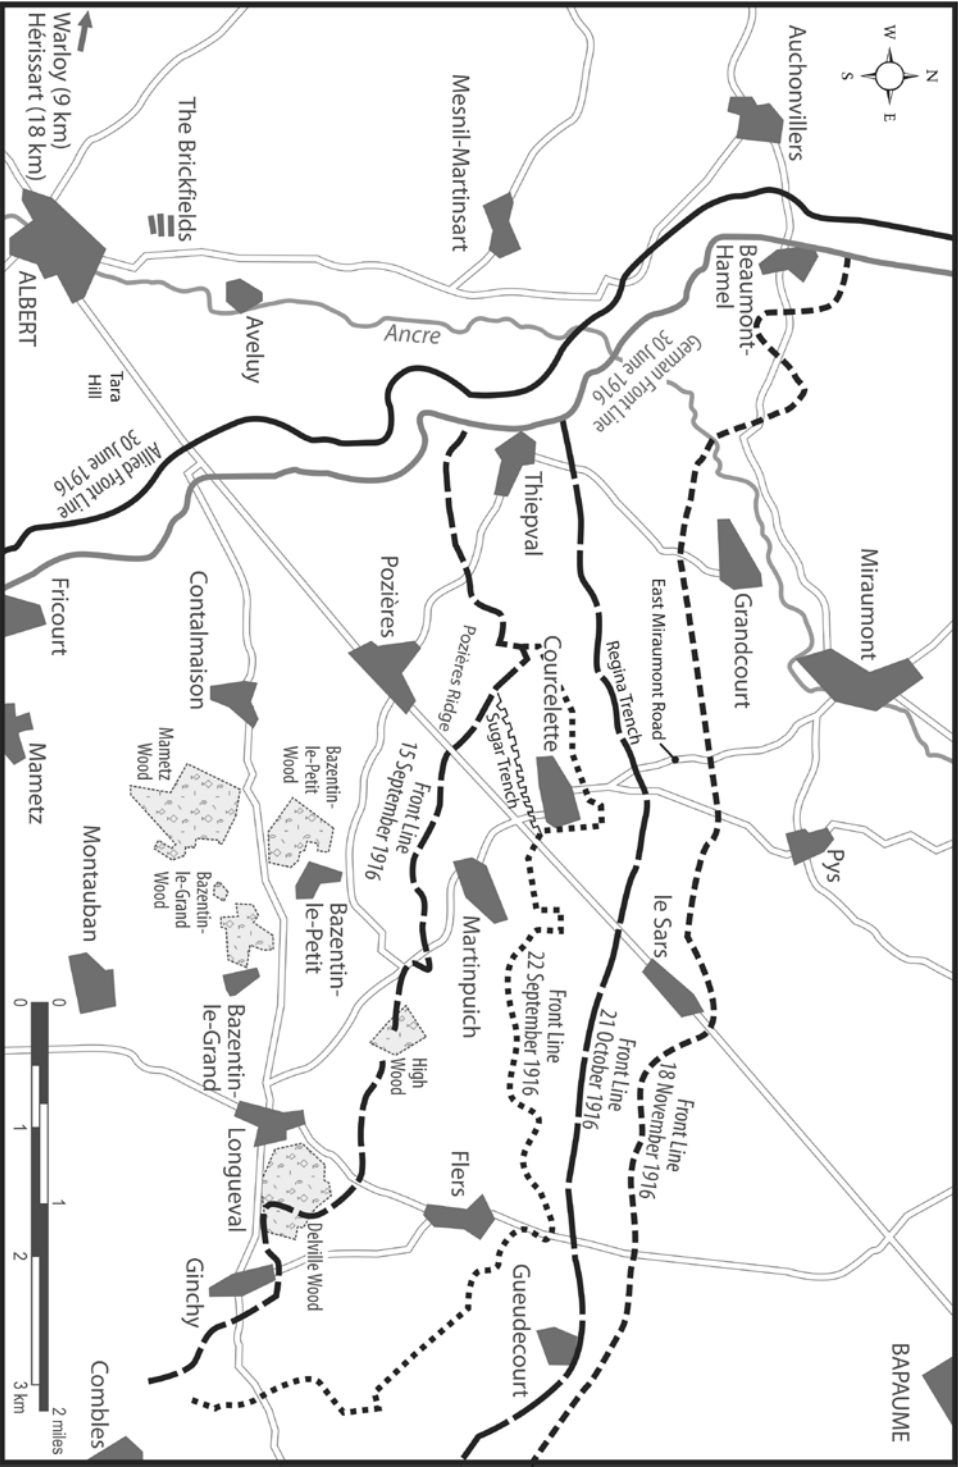 N
W
E
S
Auchonvillers
Mesnil-Martinsart
The Brickfields
Warloy (9 km)
Hérissart (18 km)
ALBERT
Aveluy
Ancre
Tara
Hill
Beaumont-
Hamel
German Front Line
30 June 1916
Allied Front Line
30 June 1916
Thiepval
Grandcourt
Miraumont
East Miraumont Road
Regina Trench
Courcelette
Pozières
Pozières Ridge
Sugar Trench
Contalmaison
Fricourt
Mametz
Mametz
Wood
Bazentin-
le-Petit
Wood
Bazentin-
le-Grand
Wood
Bazentin-
le-Petit
Bazentin-
le-Grand
Montauban
Front Line
15 September 1916
Martinpuich
le Sars
Pys
Front Line
22 September 1916
Front Line
21 October 1916
Front Line
18 November 1916
High
Wood
Longueval
Delville Wood
Flers
Ginchy
Gueudecourt
Combles
BAPAUME
0
1
2 miles
0
1
2
3 km